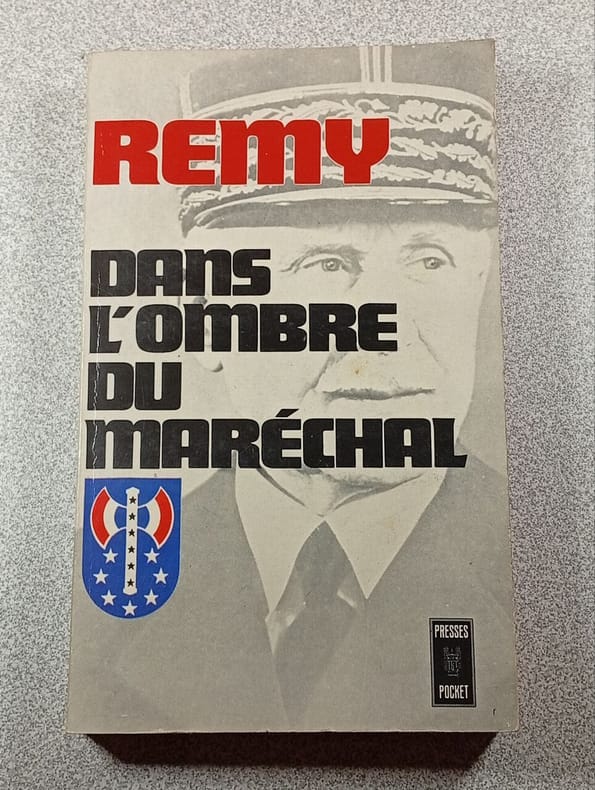 REMY
DANS
L'OMBRE
DU
MARÉCHAL
PRESSES
POCKET